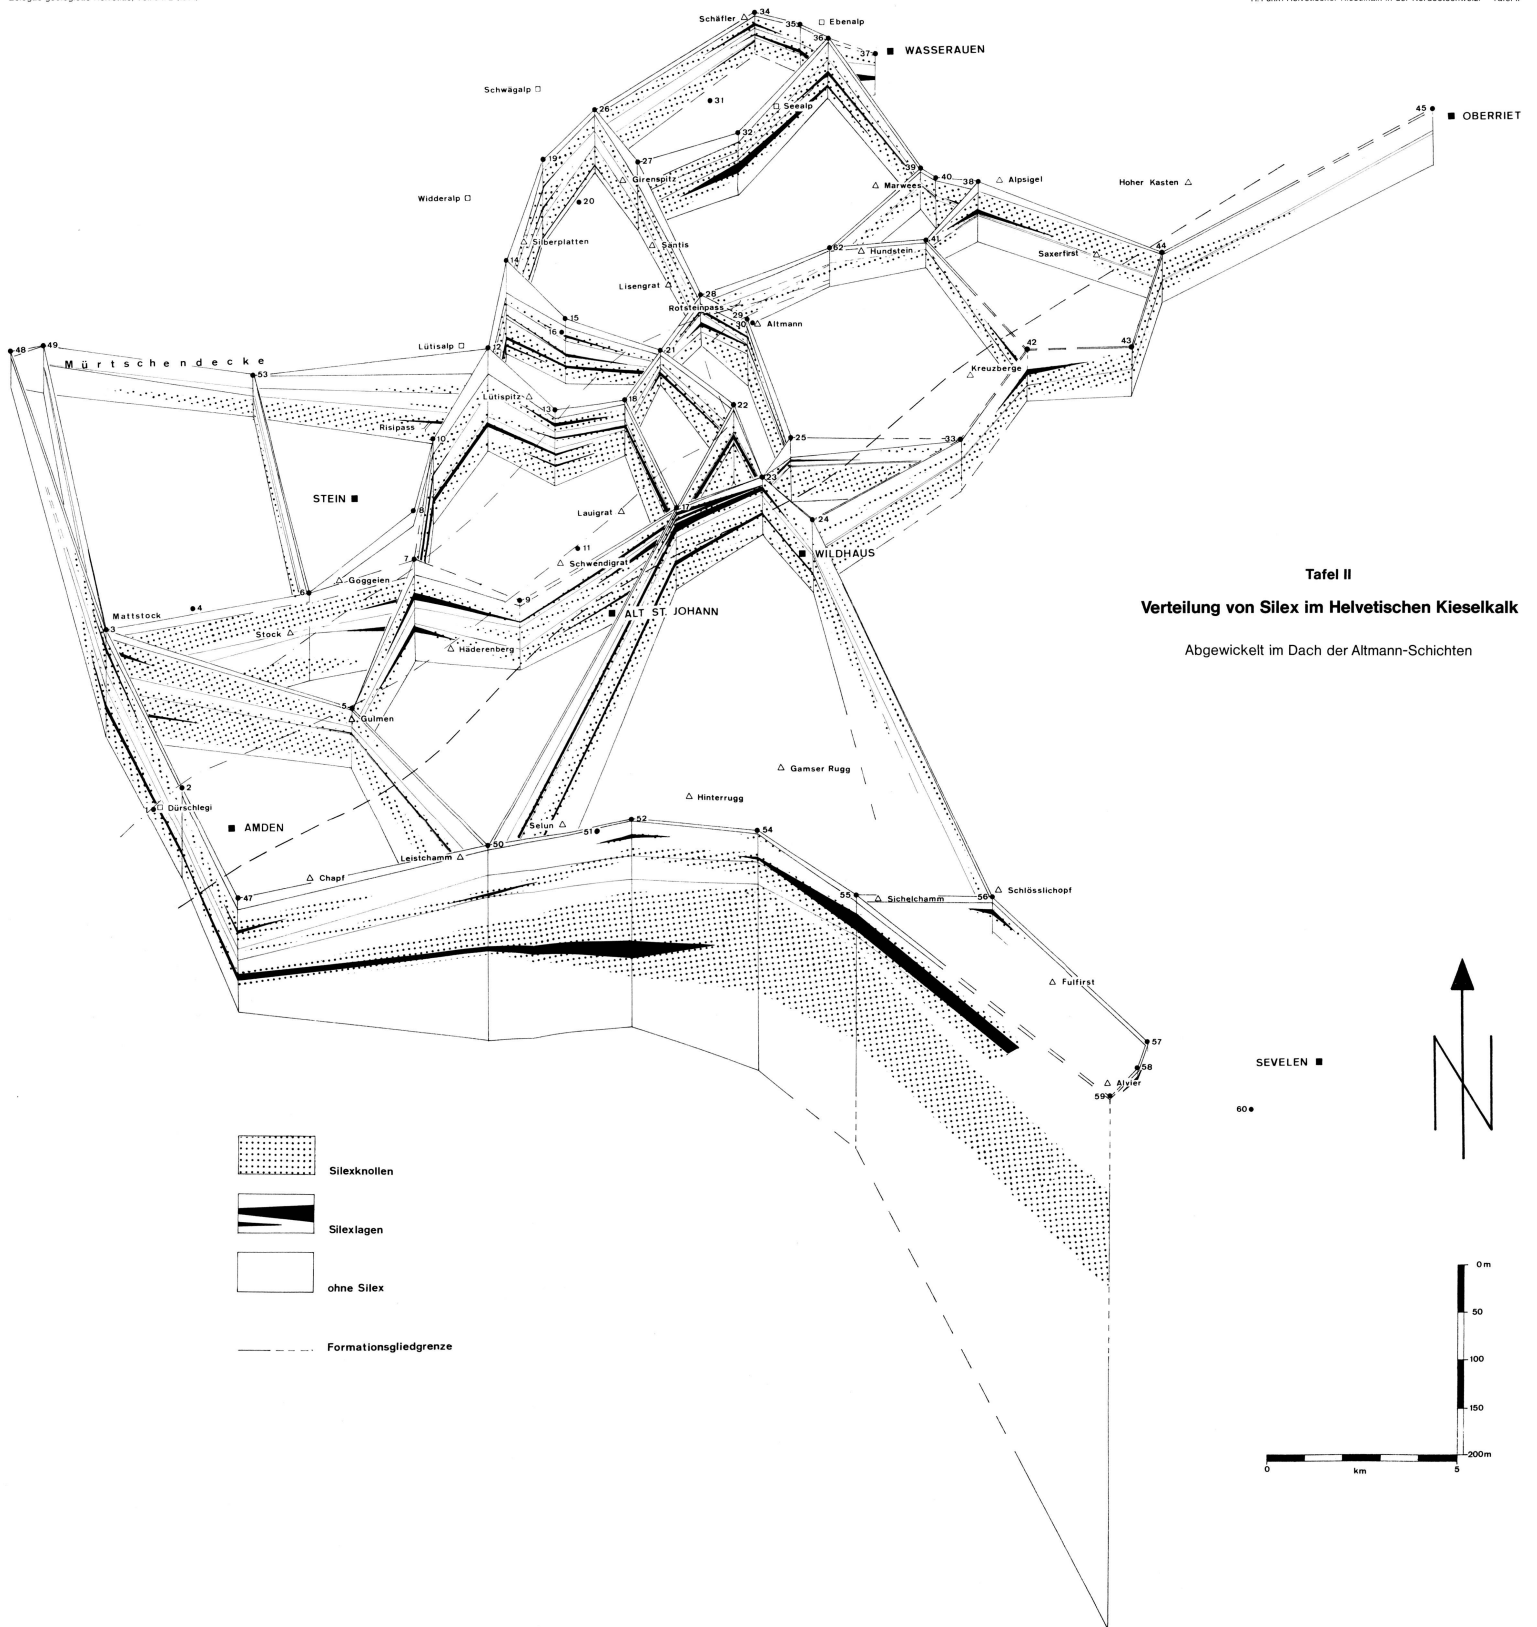 34
Schäfler
35
Ebenalp
36
37
WASSERAUEN
Schwägalp
26
31
Seealp
45
OBERRIET
32
19
27
Girenspitz
39
40
38
Alpsigel
Marwees
Hoher Kasten
Widderalp
20
Silberplatten
Säntis
41
62
Hundstein
44
Saxerfirst
14
Lisengrat
28
Rotsteinpass
15
16
29
30
Altmann
48
49
Mürtschendecke
Lütisalp
12
21
42
43
53
Kreuzberge
Lütispitz
13
18
22
Risipass
10
25
33
23
STEIN
8
Lauigrat
17
24
11
7
Schwendigrat
WILDHAUS
Goggeien
Tafel II
4
6
9
Verteilung von Silex im Helvetischen Kieselkalk
Mattstock
ALT ST. JOHANN
3
Stock
Häderenberg
Abgewickelt im Dach der Altmann-Schichten
5
Gulmen
Gamser Rugg
2
Hinterrugg
1
Dürschlegi
AMDEN
Selun
51
52
54
50
Leistchamm
Chapf
47
55
Sichelchamm
56
Schlösslichopf
Fulfirst
57
58
SEVELEN
Alvier
59
60
Silexknollen
Silexlagen
ohne Silex
Formationsgliedgrenze
0 m
50
100
150
200m
0
km
5
N